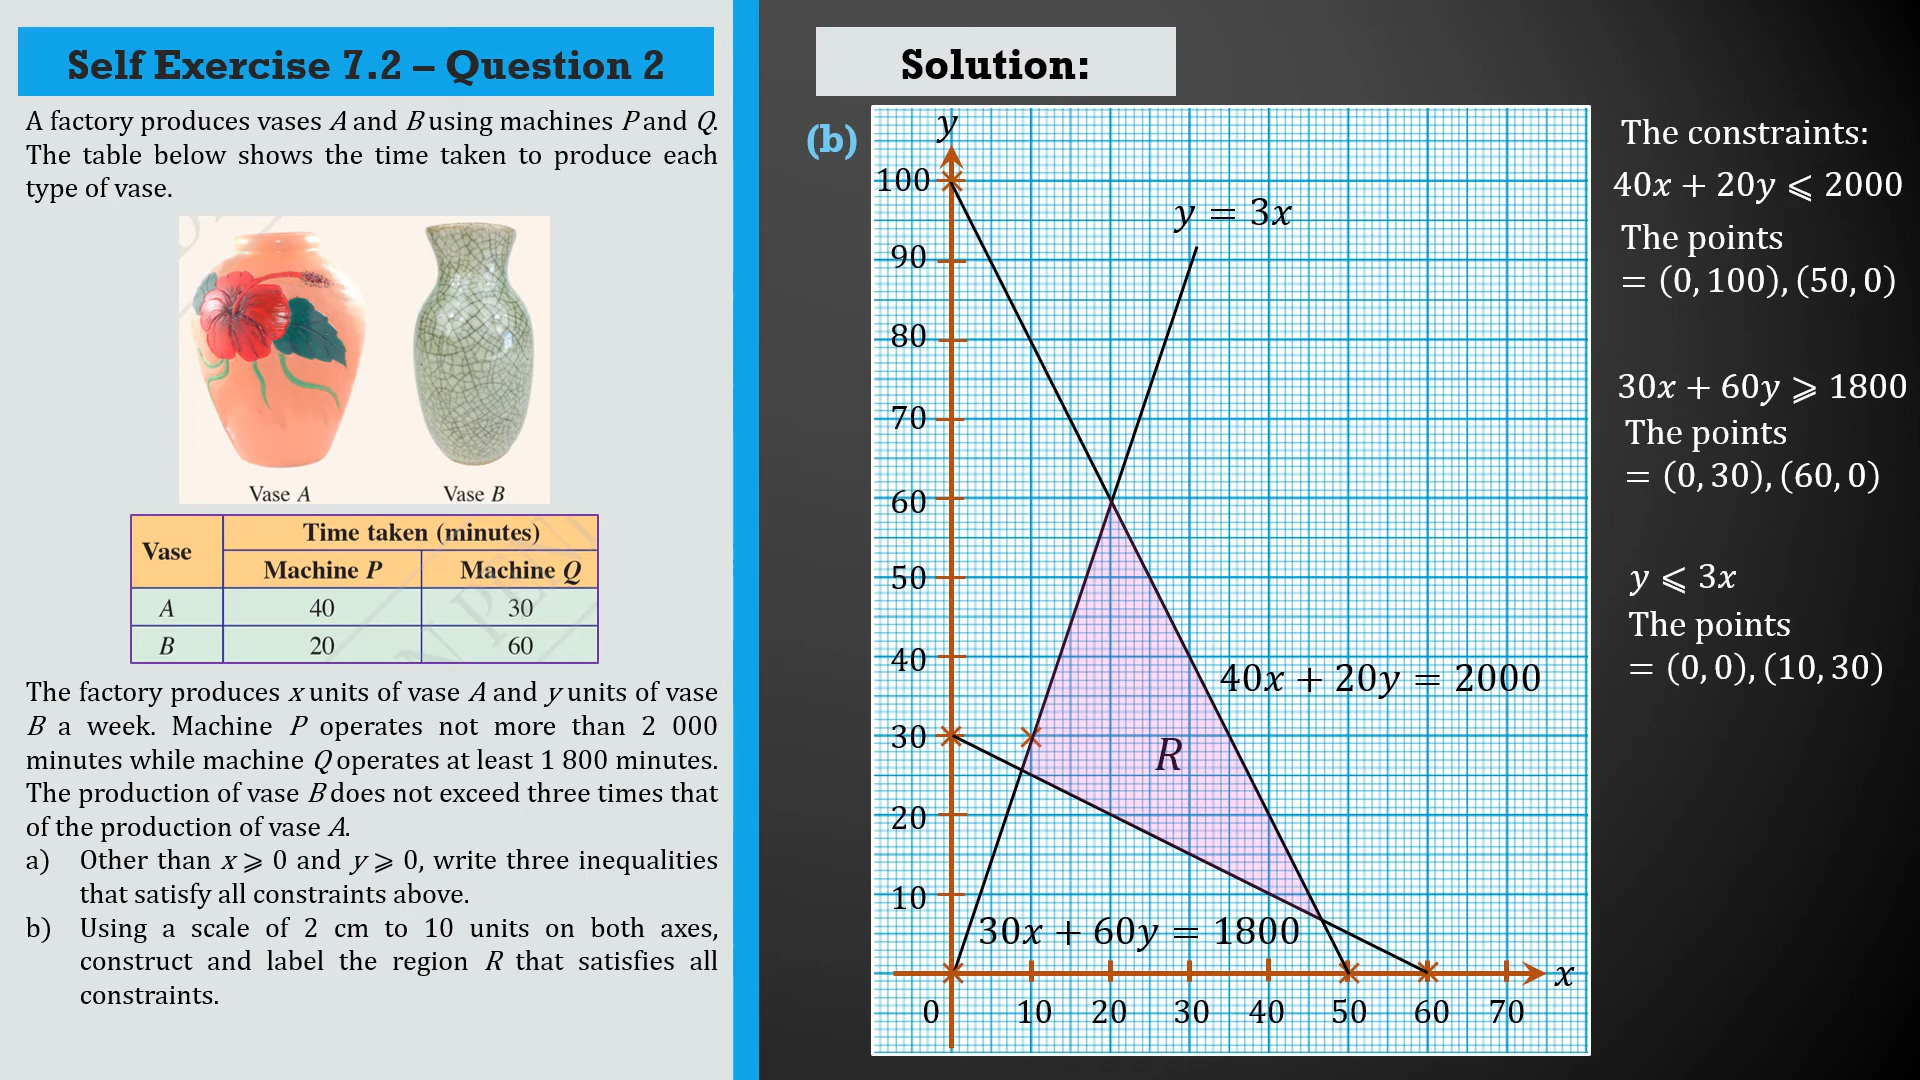 Self Exercise 7.2 – Question 2
A factory produces vases A and B using machines P and Q.
The table below shows the time taken to produce each
type of vase.
Vase A
Vase B
Vase
Time taken (minutes)
Machine P
Machine Q
A 40 30
B 20 60
The factory produces x units of vase A and y units of vase
B a week. Machine P operates not more than 2 000
minutes while machine Q operates at least 1 800 minutes.
The production of vase B does not exceed three times that
of the production of vase A.
a) Other than x ⩾ 0 and y ⩾ 0, write three inequalities
that satisfy all constraints above.
b) Using a scale of 2 cm to 10 units on both axes,
construct and label the region R that satisfies all
constraints.
Solution:
(b)
y
100
90
80
70
60
50
40
30
20
10
0 10 20 30 40 50 60 70
x
y = 3x
40x + 20y = 2000
R
30x + 60y = 1800
The constraints:
40x + 20y ⩽ 2000
The points
= (0, 100), (50, 0)
30x + 60y ⩾ 1800
The points
= (0, 30), (60, 0)
y ⩽ 3x
The points
= (0, 0), (10, 30)